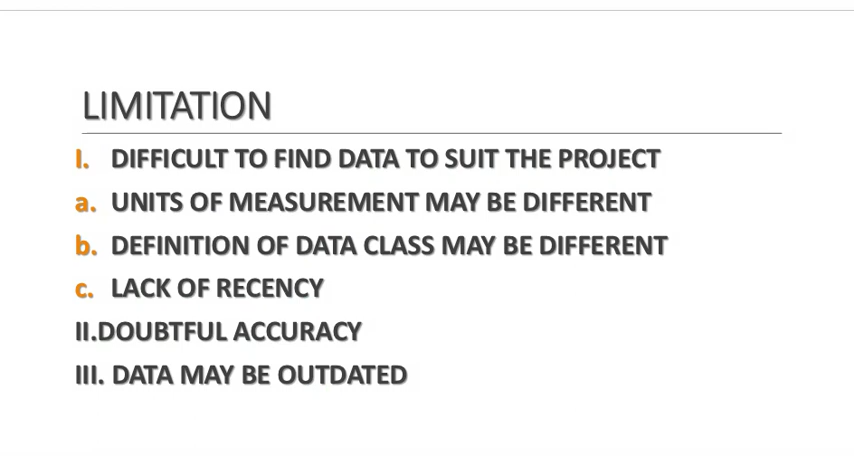 LIMITATION
I. DIFFICULT TO FIND DATA TO SUIT THE PROJECT
a. UNITS OF MEASUREMENT MAY BE DIFFERENT
b. DEFINITION OF DATA CLASS MAY BE DIFFERENT
c. LACK OF RECENCY
II.DOUBTFUL ACCURACY
III. DATA MAY BE OUTDATED